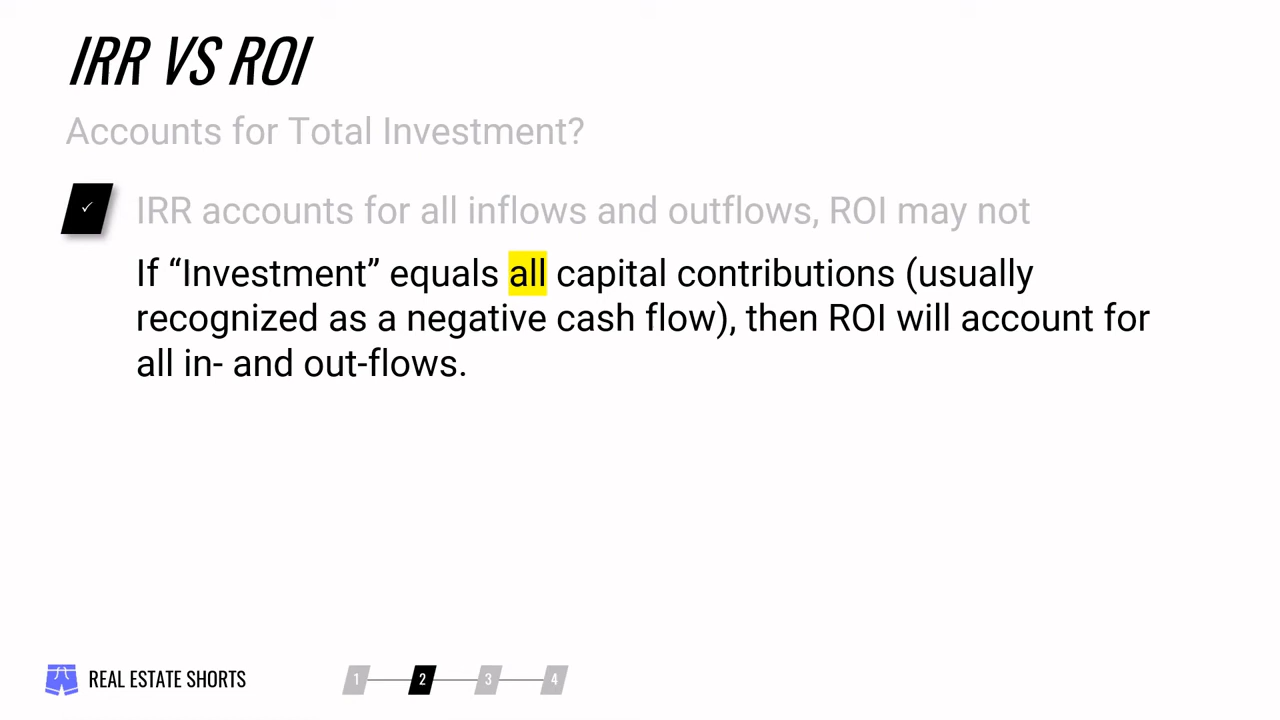 IRR VS ROI
Accounts for Total Investment?
✓
IRR accounts for all inflows and outflows, ROI may not
If “Investment” equals all capital contributions (usually
recognized as a negative cash flow), then ROI will account for
all in- and out-flows.
REAL ESTATE SHORTS
1 2 3 4